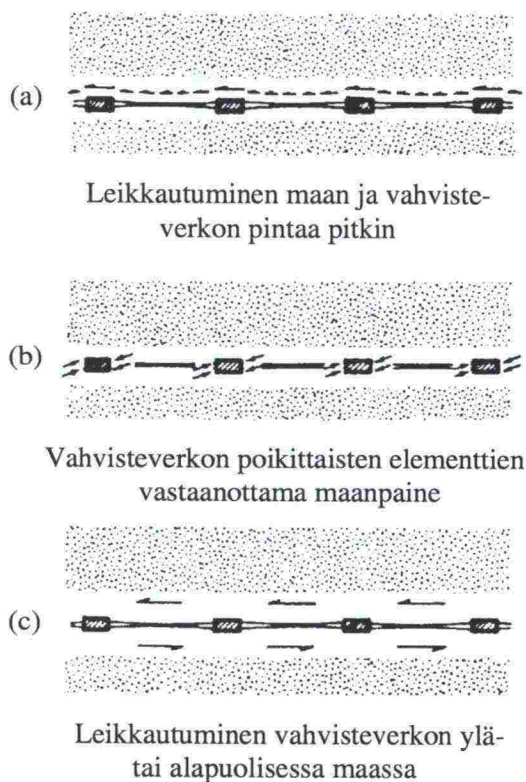 (a)
Leikkautuminen maan ja vahviste-
verkon pintaa pitkin
(b)
Vahvisteverkon poikittaisten elementtien
vastaanottama maanpaine
(c)
Leikkautuminen vahvisteverkon ylä-
tai alapuolisessa maassa